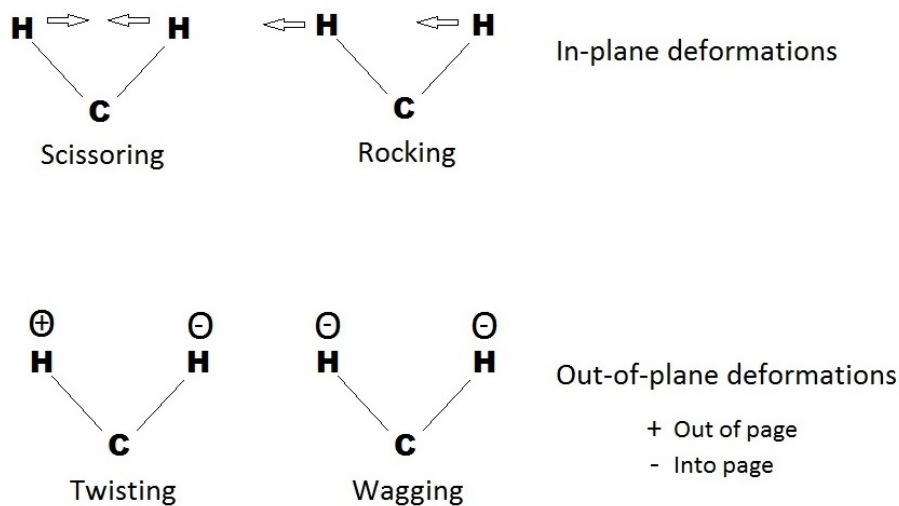 H H H H In-plane deformations
C C
Scissoring Rocking
+ - - -
H H H H
Out-of-plane deformations
C C
+ Out of page
- Into page
Twisting Wagging